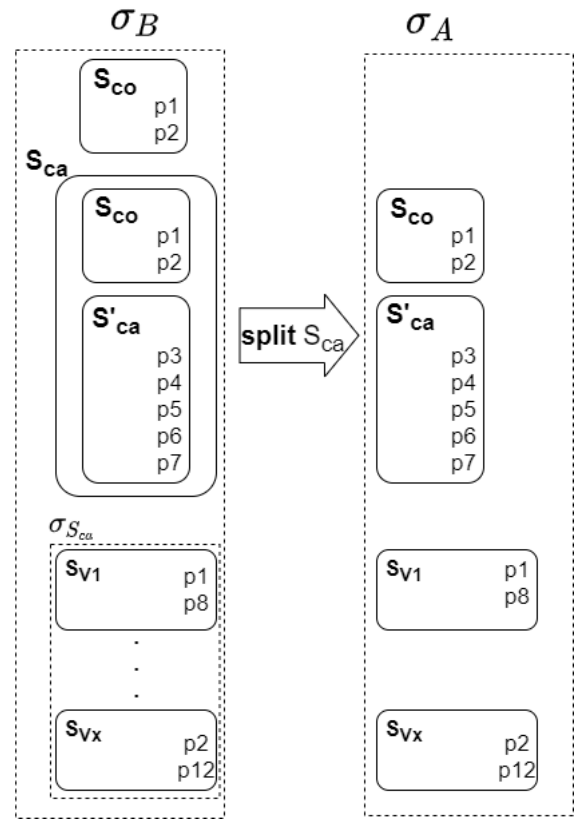 σB σA
Sco
p1
p2
Sca
Sco
p1
p2
S'ca
p3
p4
p5
p6
p7
split Sca
Sco
p1
p2
S'ca
p3
p4
p5
p6
p7
σSca
SV1 p1
p8
.
.
.
SVx p2
p12
SV1 p1
p8
SVx p2
p12